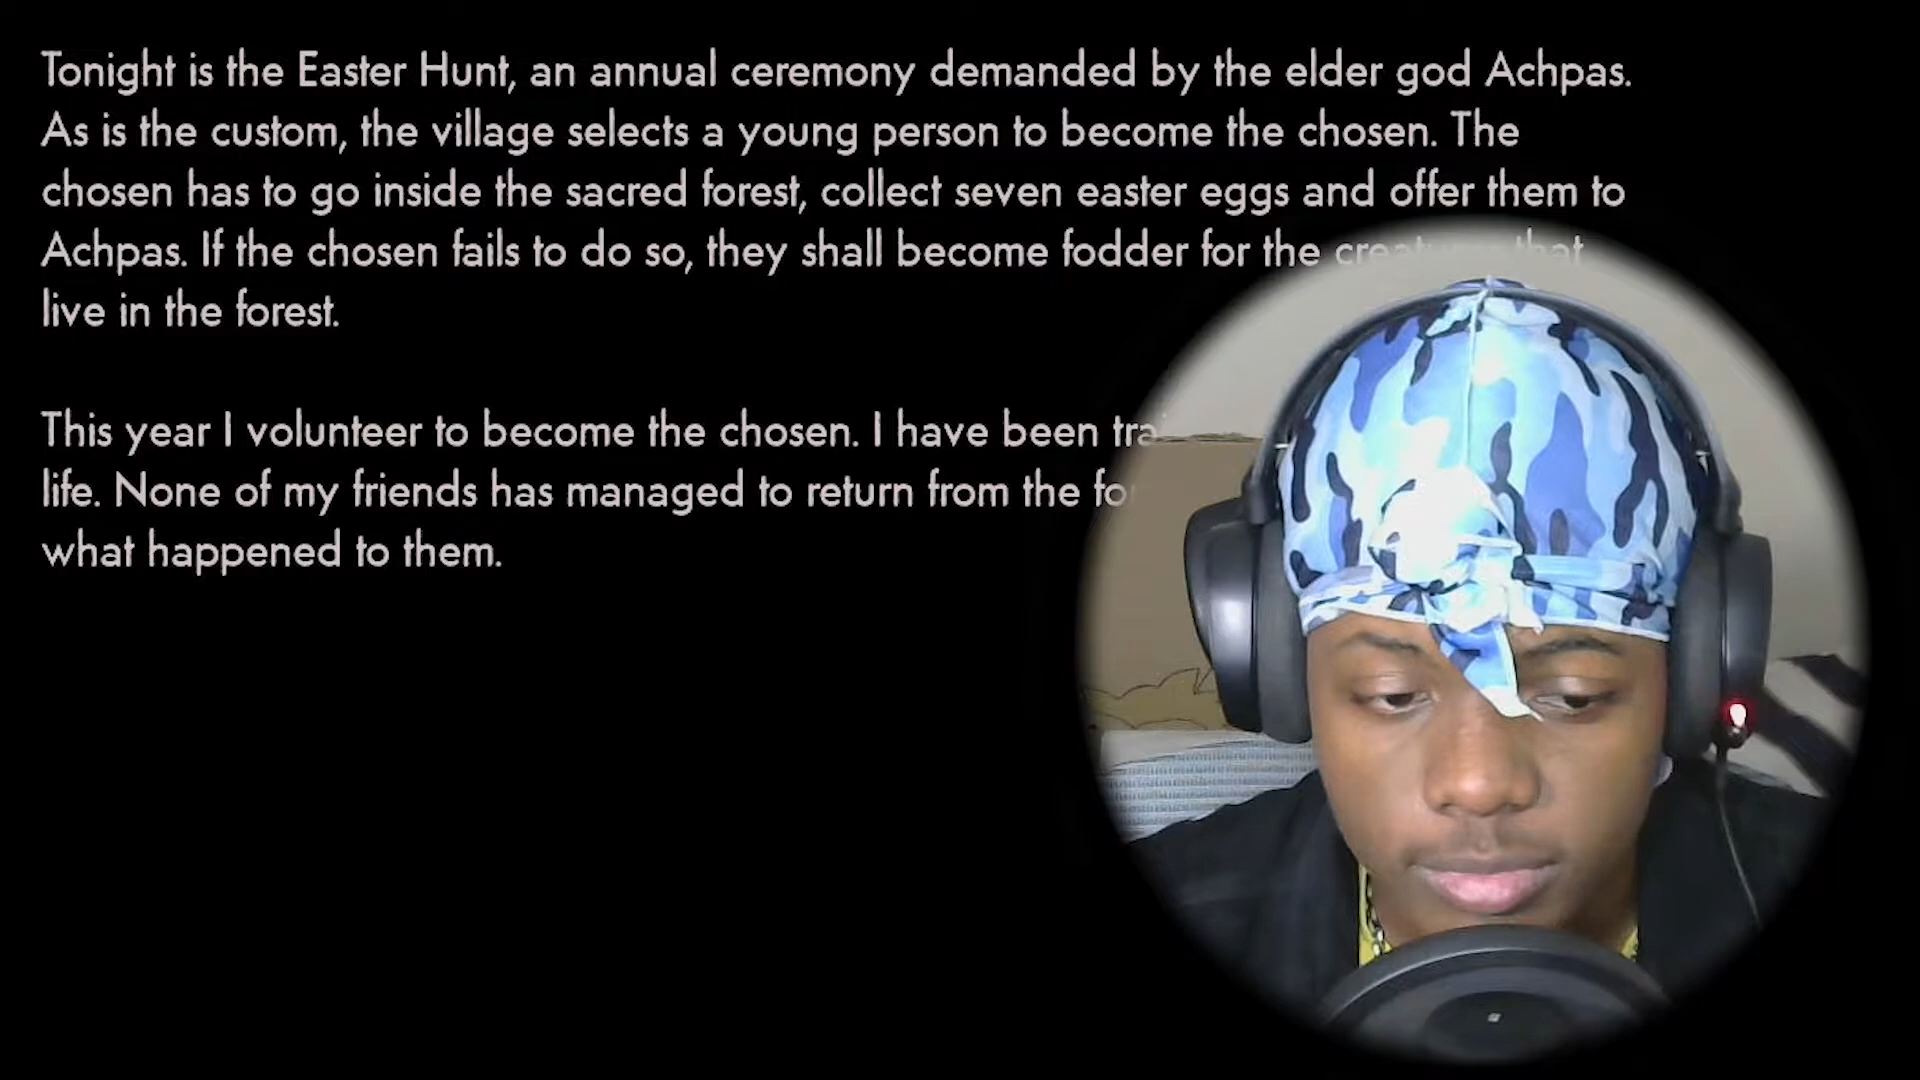 Tonight is the Easter Hunt, an annual ceremony demanded by the elder god Achpas.
As is the custom, the village selects a young person to become the chosen. The
chosen has to go inside the sacred forest, collect seven easter eggs and offer them to
Achpas. If the chosen fails to do so, they shall become fodder for the that
live in the forest.
This year I volunteer to become the chosen. I have been
life. None of my friends has managed to return from the
what happened to them.